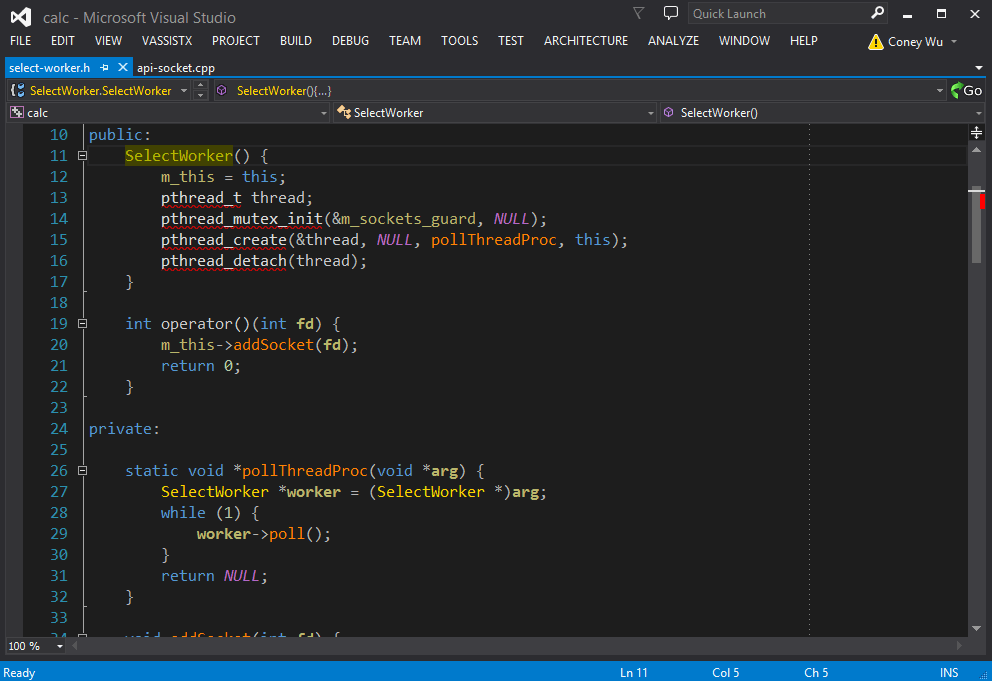 calc - Microsoft Visual Studio
Quick Launch
FILE EDIT VIEW VASSISTX PROJECT BUILD DEBUG TEAM TOOLS TEST ARCHITECTURE ANALYZE WINDOW HELP Coney Wu
select-worker.h api-socket.cpp
SelectWorker.SelectWorker SelectWorker(){...} Go
calc SelectWorker SelectWorker()
10 public:
11 SelectWorker() {
12 m_this = this;
13 pthread_t thread;
14 pthread_mutex_init(&m_sockets_guard, NULL);
15 pthread_create(&thread, NULL, pollThreadProc, this);
16 pthread_detach(thread);
17 }
18
19 int operator()(int fd) {
20 m_this->addSocket(fd);
21 return 0;
22 }
23
24 private:
25
26 static void *pollThreadProc(void *arg) {
27 SelectWorker *worker = (SelectWorker *)arg;
28 while (1) {
29 worker->poll();
30 }
31 return NULL;
32 }
33
34 void addSocket(int fd) {
100 %
Ready Ln 11 Col 5 Ch 5 INS